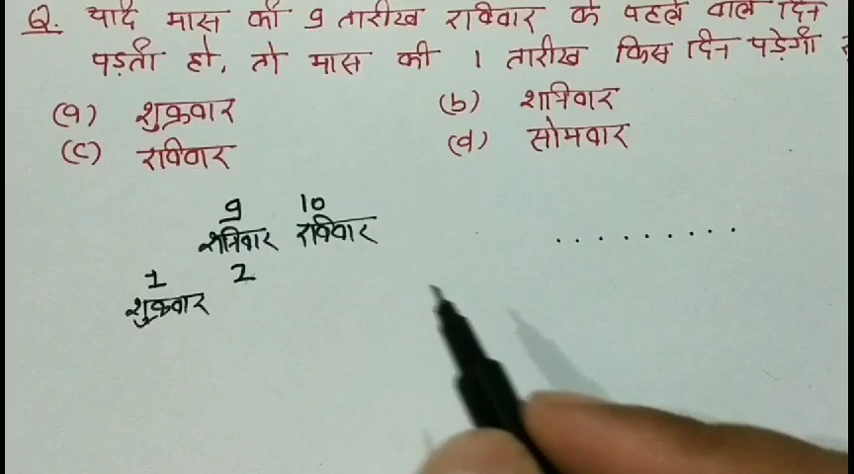 Q. यदि मास की 9 तारीख रविवार के पहले वाले दिन
पड़ती हो, तो मास की 1 तारीख किस दिन पड़ेगी
(a) शुक्रवार (b) शनिवार
(c) रविवार (d) सोमवार
9 10
शनिवार रविवार .........
1 2
शुक्रवार